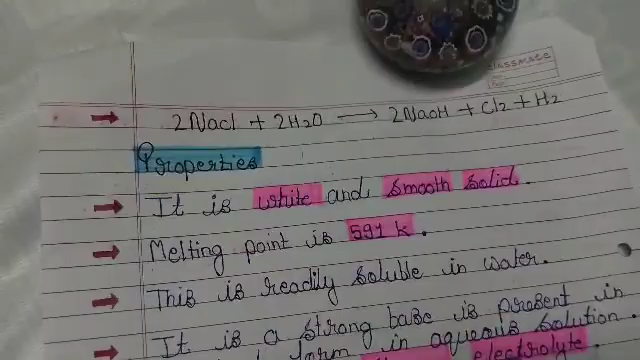 classmate
2Nacl + 2H2O → 2NaOH + Cl2 + H2
Properties
It is white and smooth solid.
Melting point is 591 k.
This is readily soluble in water.
It is a strong base is present in
form in aqueous solution.
electrolyte.